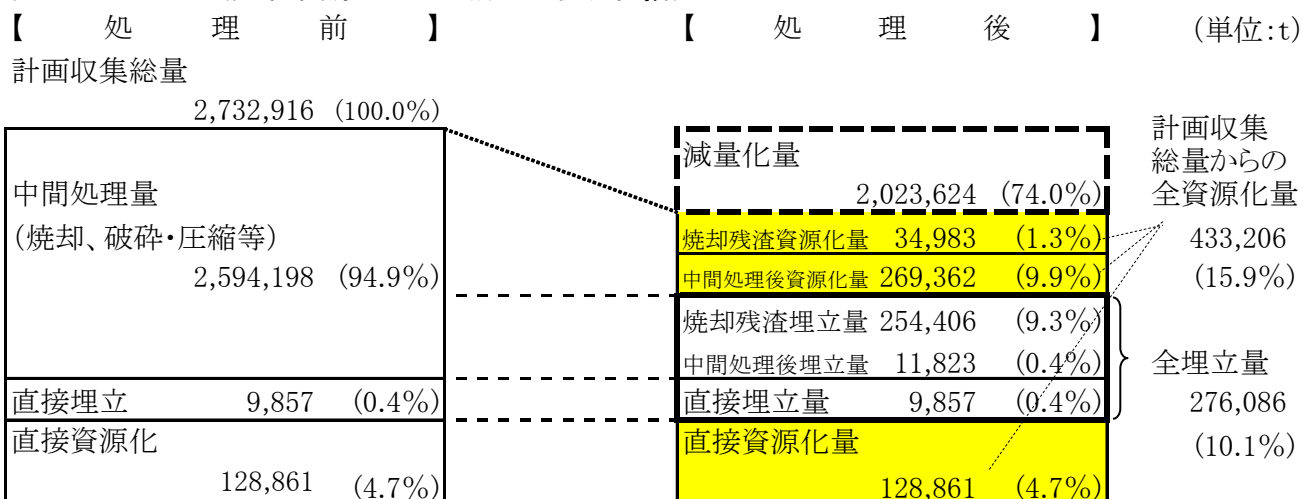 【 処 理 前 】
計画収集総量
2,732,916 (100.0%)
中間処理量
(焼却、破砕・圧縮等)
2,594,198 (94.9%)
直接埋立 9,857 (0.4%)
直接資源化
128,861 (4.7%)
【 処 理 後 】
(単位:t)
減量化量
2,023,624 (74.0%)
焼却残渣資源化量 34,983 (1.3%)
中間処理後資源化量 269,362 (9.9%)
焼却残渣埋立量 254,406 (9.3%)
中間処理後埋立量 11,823 (0.4%)
直接埋立量 9,857 (0.4%)
直接資源化量
128,861 (4.7%)
計画収集
総量からの
全資源化量
433,206
(15.9%)
全埋立量
276,086
(10.1%)